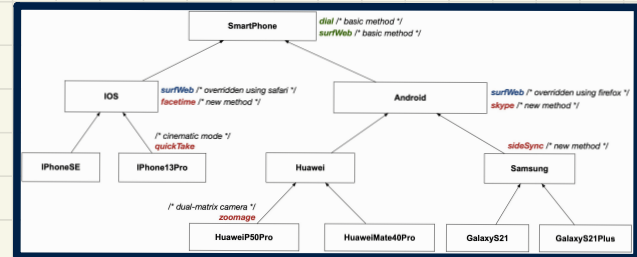 SmartPhone
dial /* basic method */
surfWeb /* basic method */
IOS
surfWeb /* overridden using safari */
facetime /* new method */
Android
surfWeb /* overridden using firefox */
skype /* new method */
/* cinematic mode */
quickTake
sideSync /* new method */
IPhoneSE
IPhone13Pro
Huawei
Samsung
/* dual-matrix camera */
zoomage
HuaweiP50Pro
HuaweiMate40Pro
GalaxyS21
GalaxyS21Plus